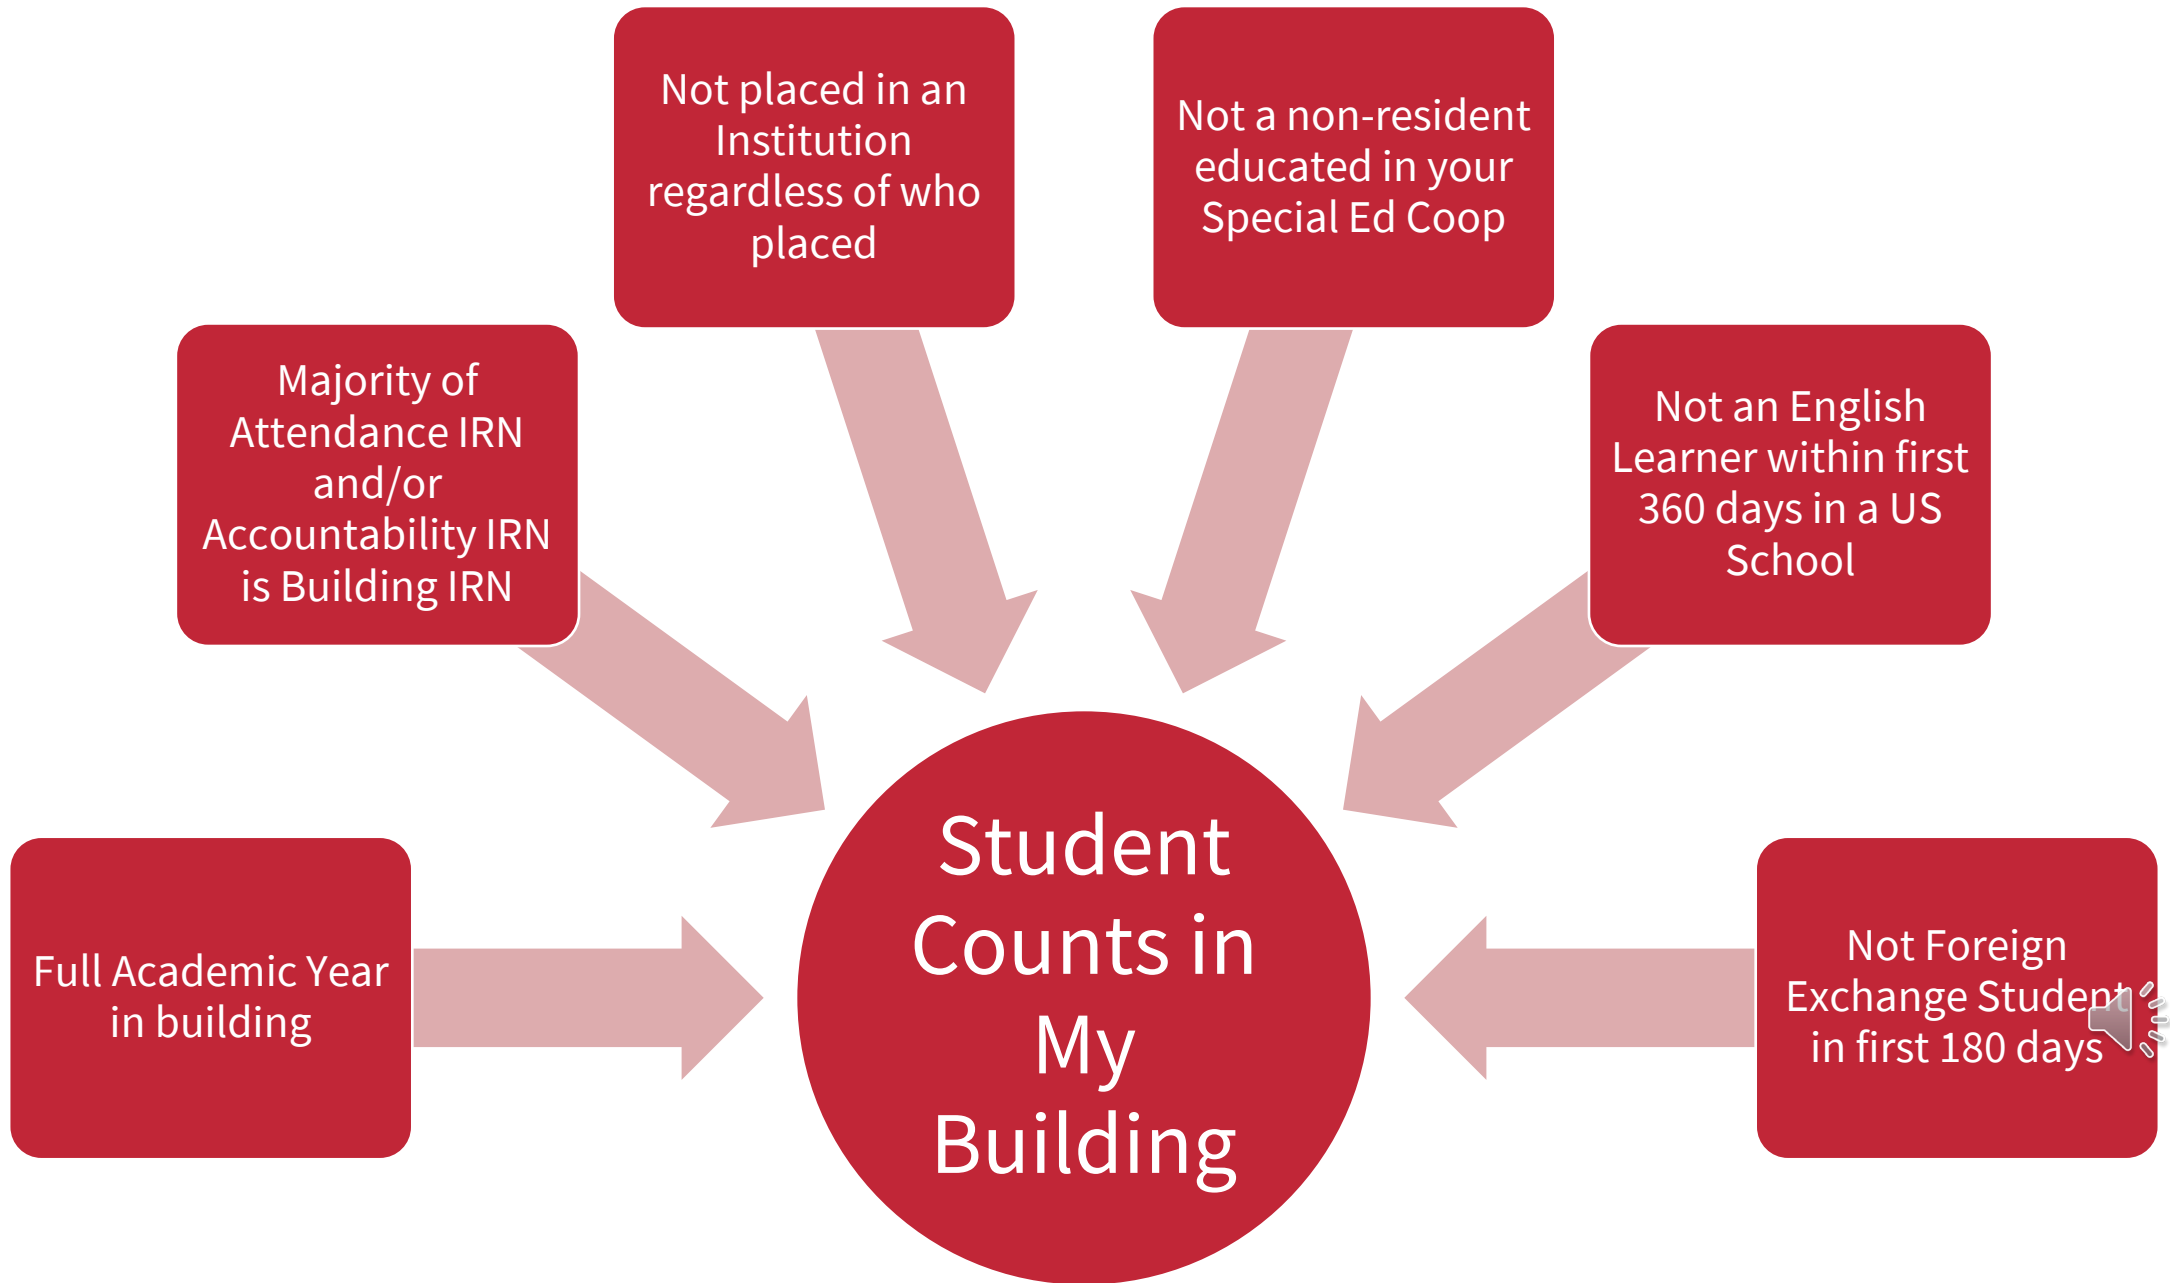 Not placed in an
Institution
regardless of who
placed
Not a non-resident
educated in your
Special Ed Coop
Majority of
Attendance IRN
and/or
Accountability IRN
is Building IRN
Not an English
Learner within first
360 days in a US
School
Full Academic Year
in building
Student
Counts in
My
Building
Not Foreign
Exchange Student
in first 180 days